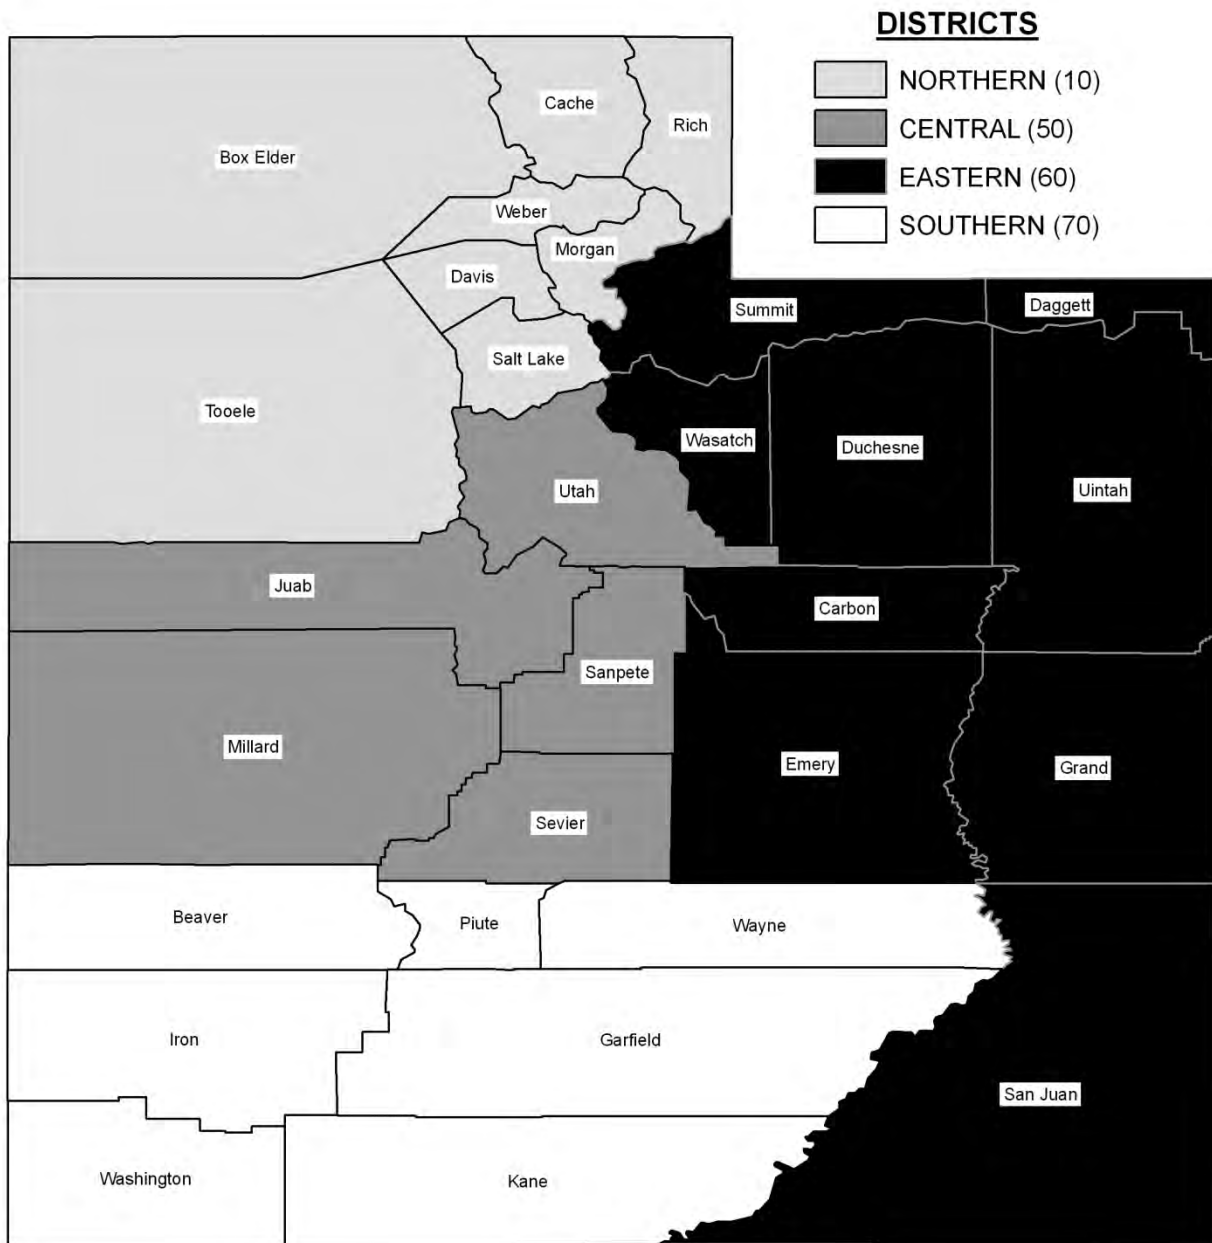 DISTRICTS
NORTHERN (10)
CENTRAL (50)
EASTERN (60)
SOUTHERN (70)
Cache
Rich
Box Elder
Weber
Morgan
Davis
Summit
Daggett
Salt Lake
Tooele
Wasatch
Duchesne
Utah
Uintah
Juab
Carbon
Sanpete
Millard
Emery
Grand
Sevier
Beaver
Piute
Wayne
Iron
Garfield
San Juan
Washington
Kane